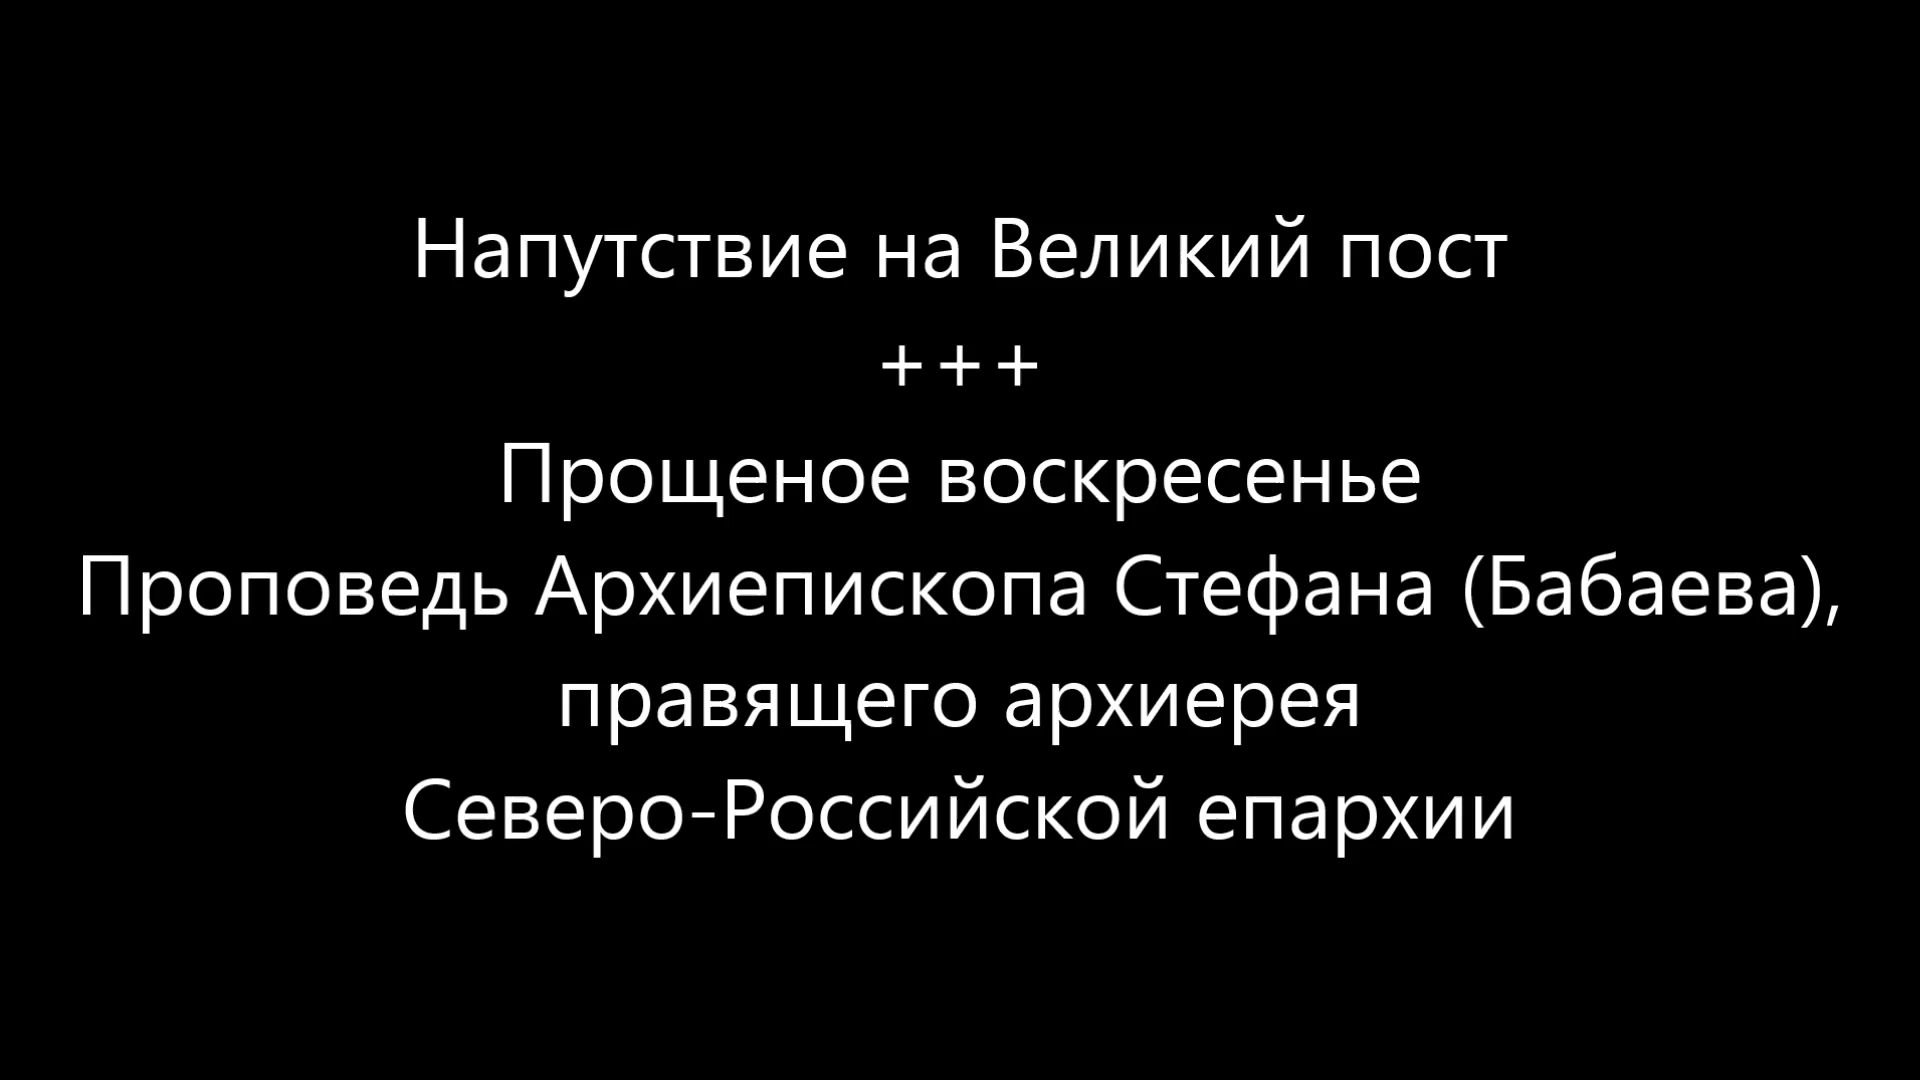 Напутствие на Великий пост
+++
Прощеное воскресенье
Проповедь Архиепископа Стефана (Бабаева),
правящего архиерея
Северо-Российской епархии